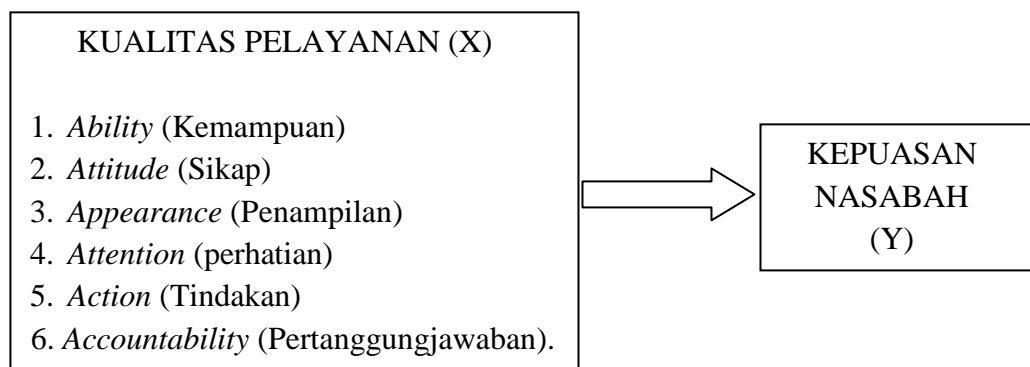 KUALITAS PELAYANAN (X)
1. Ability (Kemampuan)
2. Attitude (Sikap)
3. Appearance (Penampilan)
4. Attention (perhatian)
5. Action (Tindakan)
6. Accountability (Pertanggungjawaban).
KEPUASAN
NASABAH
(Y)